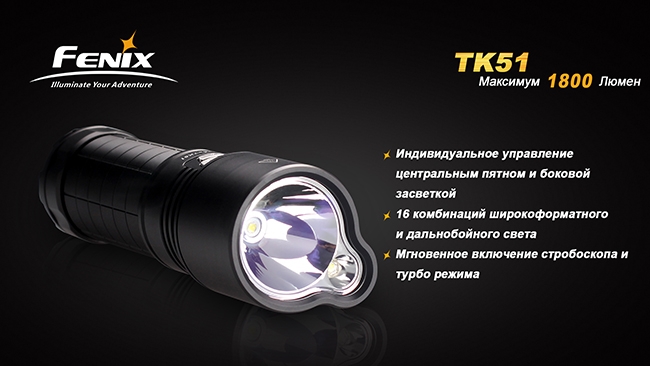 FENIX
Illuminate Your Adventure
TK51
Максимум 1800 Люмен
Индивидуальное управление
центральным пятном и боковой
засветкой
16 комбинаций широкоформатного
и дальнобойного света
Мгновенное включение стробоскопа и
турбо режима